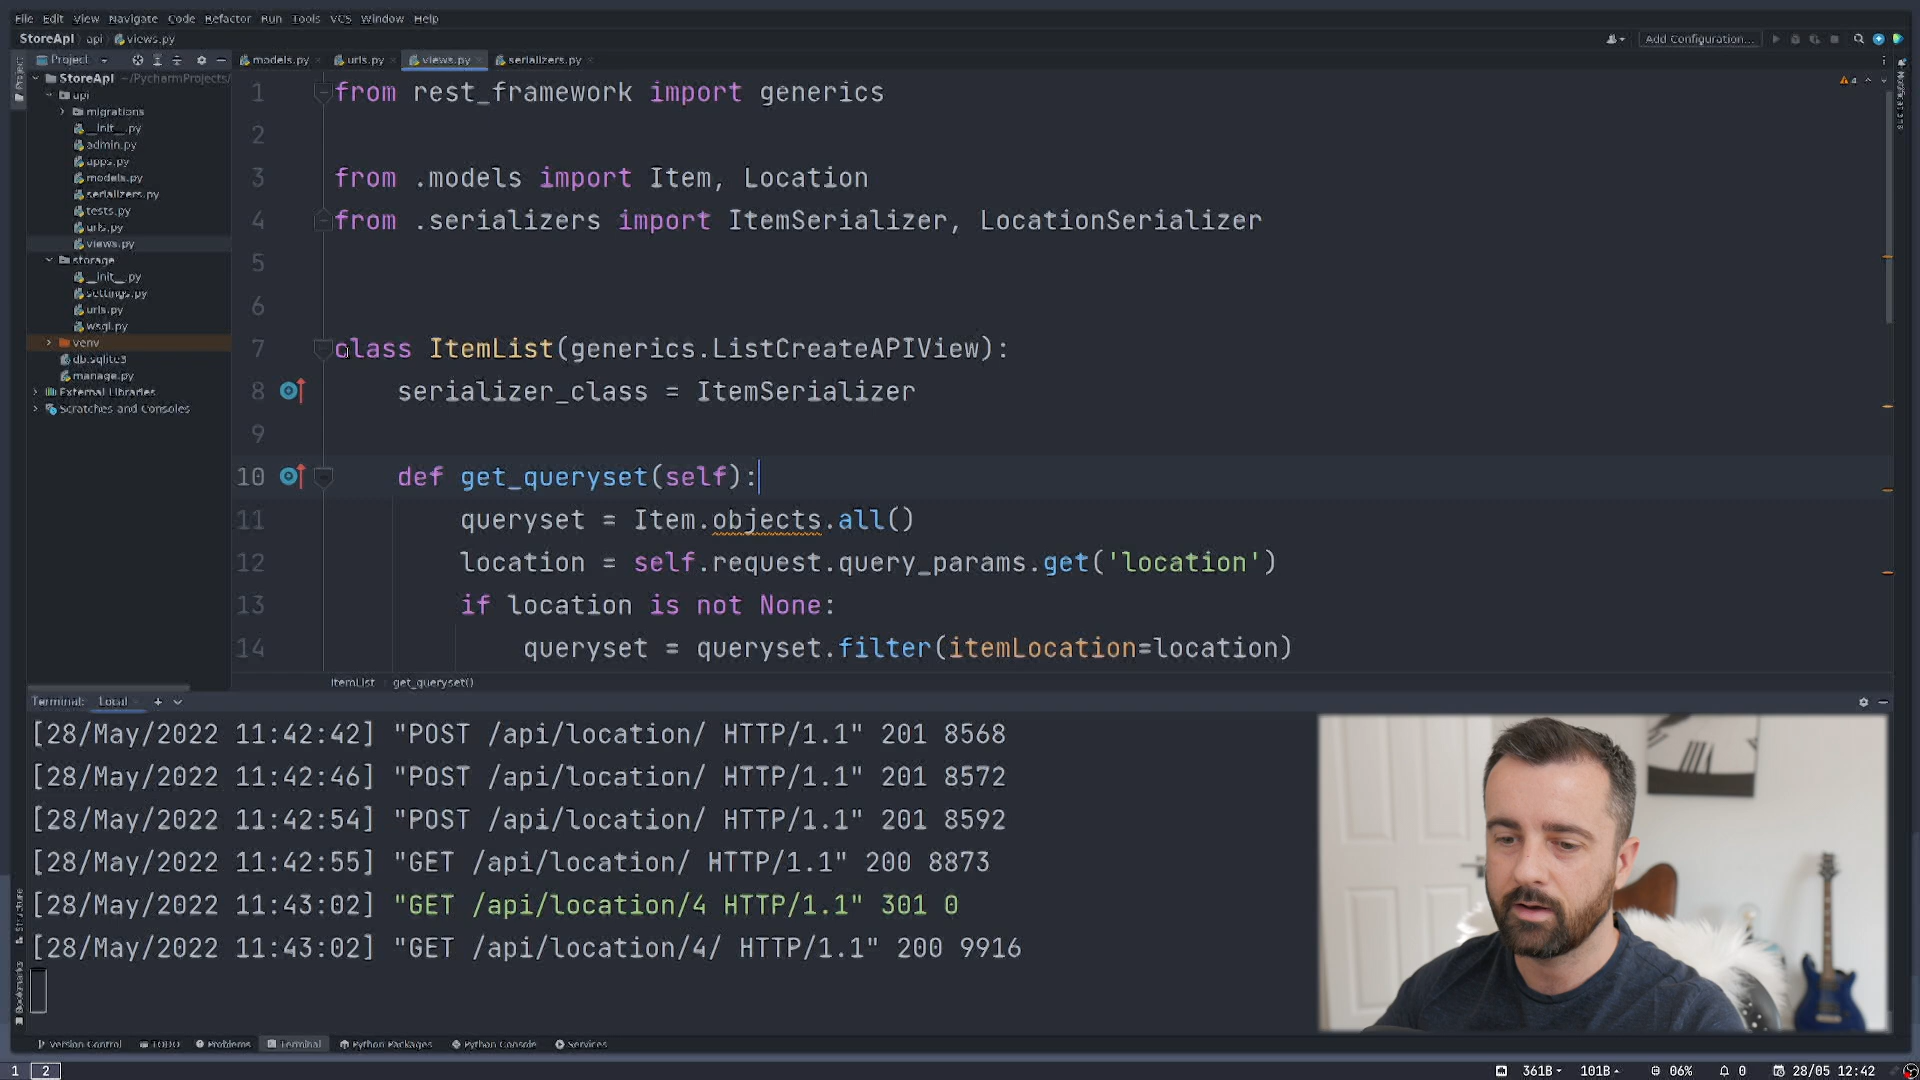 File Edit View Navigate Code Refactor Run Tools VCS Window Help
StoreApi api views.py
Add Configuration...
Project
models.py urls.py views.py serializers.py
StoreApi ~/PycharmProjects/
api
migrations
__init__.py
admin.py
apps.py
models.py
serializers.py
tests.py
urls.py
views.py
storage
__init__.py
settings.py
urls.py
wsgi.py
venv
db.sqlite3
manage.py
External Libraries
Scratches and Consoles
1 from rest_framework import generics
2
3 from .models import Item, Location
4 from .serializers import ItemSerializer, LocationSerializer
5
6
7 class ItemList(generics.ListCreateAPIView):
8 serializer_class = ItemSerializer
9
10 def get_queryset(self):
11 queryset = Item.objects.all()
12 location = self.request.query_params.get('location')
13 if location is not None:
14 queryset = queryset.filter(itemLocation=location)
ItemList get_queryset()
Terminal: Local + 
[28/May/2022 11:42:42] "POST /api/location/ HTTP/1.1" 201 8568
[28/May/2022 11:42:46] "POST /api/location/ HTTP/1.1" 201 8572
[28/May/2022 11:42:54] "POST /api/location/ HTTP/1.1" 201 8592
[28/May/2022 11:42:55] "GET /api/location/ HTTP/1.1" 200 8873
[28/May/2022 11:43:02] "GET /api/location/4 HTTP/1.1" 301 0
[28/May/2022 11:43:02] "GET /api/location/4/ HTTP/1.1" 200 9916
Structure
Bookmarks
Version Control TODO Problems Terminal Python Packages Python Console Services
1 2 361B 101B 06% 0 28/05 12:42